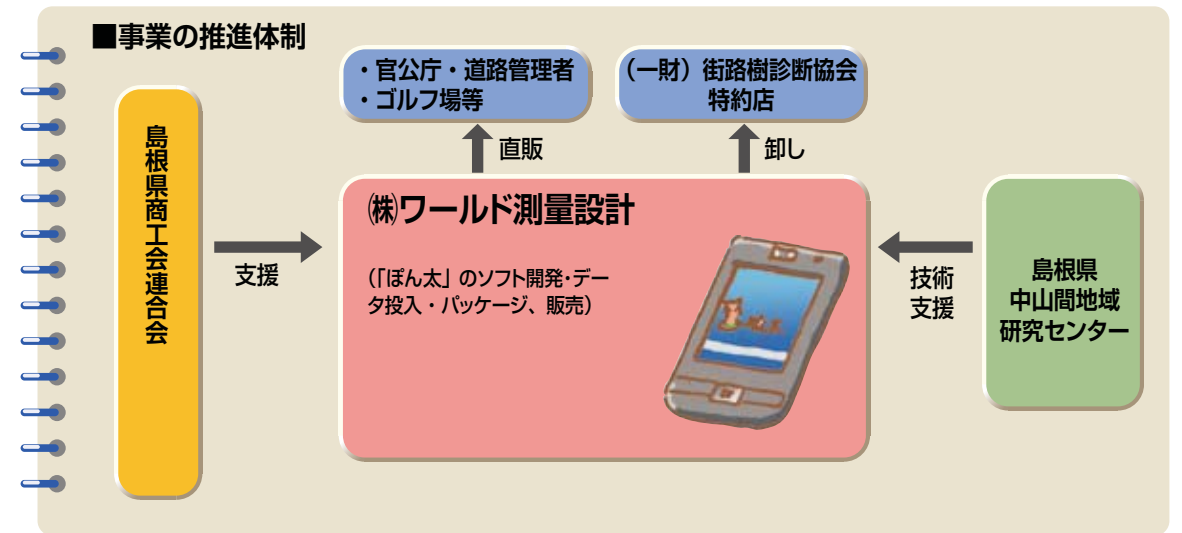 ■事業の推進体制
・官公庁・道路管理者
・ゴルフ場等
(一財)街路樹診断協会
特約店
直販
卸し
島根県商工会連合会
支援
㈱ワールド測量設計
(「ぽん太」のソフト開発・デー
タ投入・パッケージ、販売)
技術
支援
島根県
中山間地域
研究センター